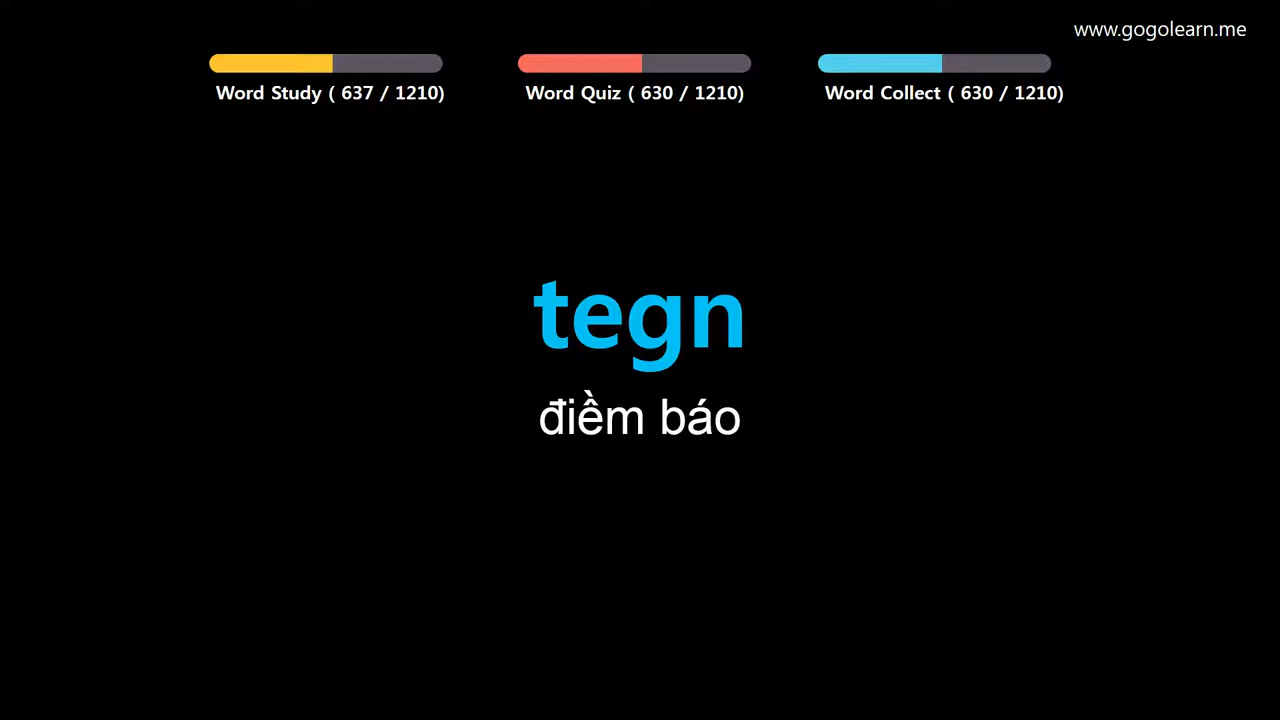 www.gogolearn.me
Word Study ( 637 / 1210)
Word Quiz ( 630 / 1210)
Word Collect ( 630 / 1210)
tegn
điềm báo